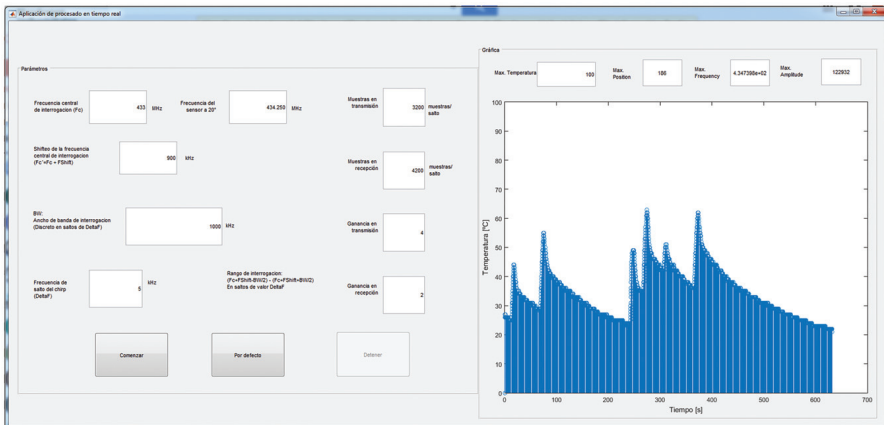 Aplicación de procesado en tiempo real
Parámetros
Frecuencia central
de interrogacion (Fc)
433
MHz
Frecuencia del
sensor a 20°
434.250
MHz
Muestras en
transmisión
3200
muestras/
salto
Shifteo de la frecuencia
central de interrogacion
(Fc'=Fc + FShift)
900
kHz
Muestras en
recepción
4200
muestras/
salto
BW:
Ancho de banda de interrogacion
(Discreto en saltos de DeltaF)
1000
kHz
Ganancia en
transmisión
4
Frecuencia de
salto del chirp
(DeltaF)
5
kHz
Rango de interrogacion:
(Fc+FShift-BW/2) - (Fc+FShift+BW/2)
En saltos de valor DeltaF
Ganancia en
recepción
2
Comenzar
Por defecto
Detener
Gráfica
Max. Temperatura
100
Max.
Position
186
Max.
Frequency
4.347398e+02
Max.
Amplitude
122932
Temperatura [ºC]
100
90
80
70
60
50
40
30
20
10
0
0
100
200
300
400
500
600
700
Tiempo [s]